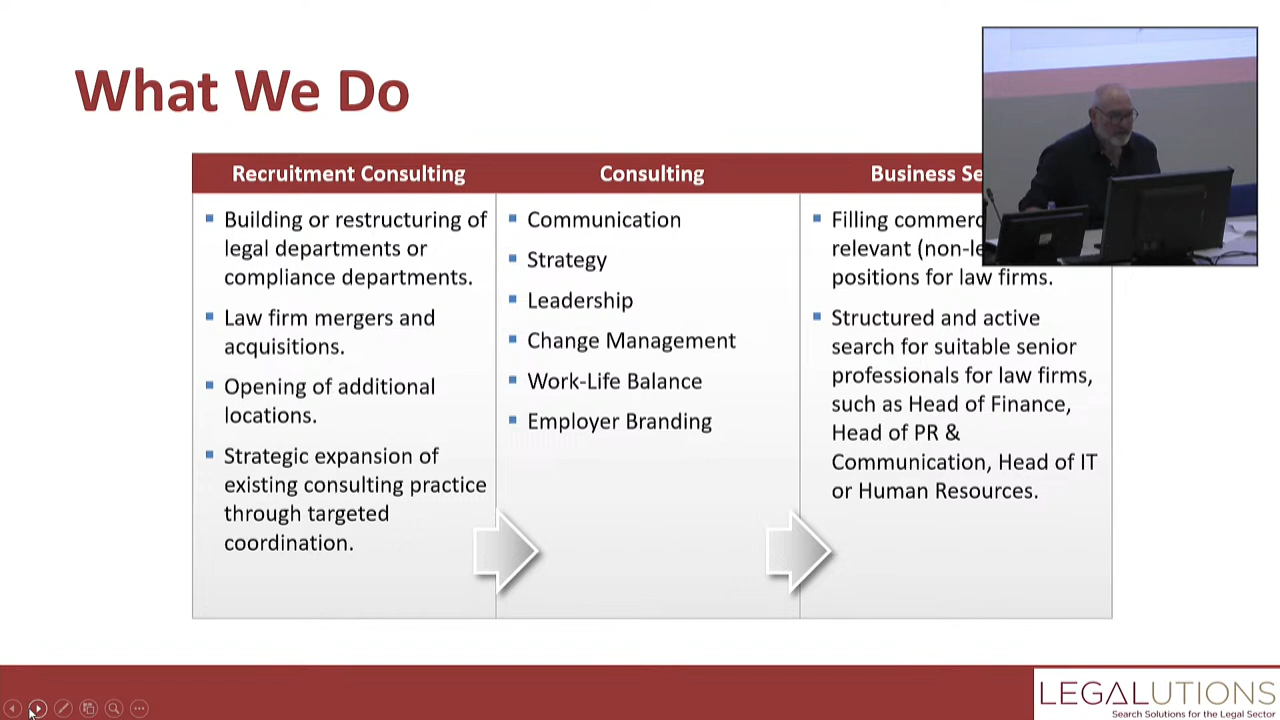 What We Do
Recruitment Consulting
Building or restructuring of
legal departments or
compliance departments.
Law firm mergers and
acquisitions.
Opening of additional
locations.
Strategic expansion of
existing consulting practice
through targeted
coordination.
Consulting
Communication
Strategy
Leadership
Change Management
Work-Life Balance
Employer Branding
Business
Filling
relevant
positions for law firms.
Structured and active
search for suitable senior
professionals for law firms,
such as Head of Finance,
Head of PR &
Communication, Head of IT
or Human Resources.
LEGALUTIONS
Search Solutions for the Legal Sector